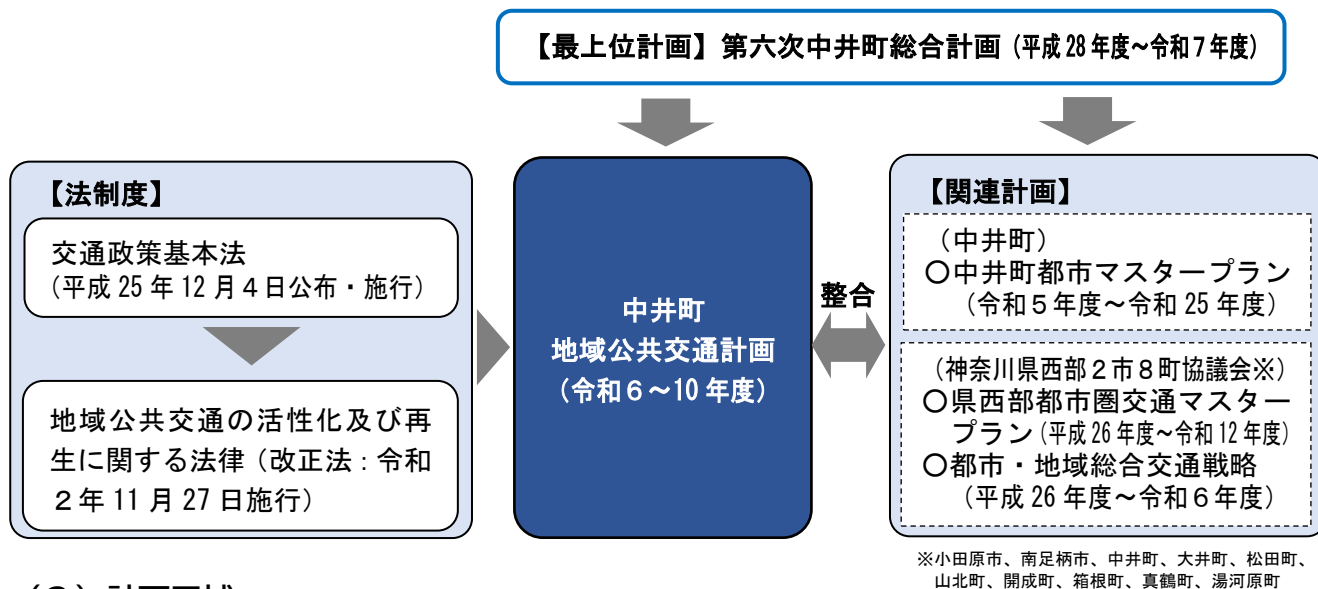 【最上位計画】第六次中井町総合計画（平成28年度～令和７年度）
【法制度】
交通政策基本法
（平成25年12月４日公布・施行）
地域公共交通の活性化及び再
生に関する法律（改正法：令和
２年11月27日施行）
中井町
地域公共交通計画
（令和６～10年度）
整合
【関連計画】
（中井町）
〇中井町都市マスタープラン
（令和５年度～令和25年度）
（神奈川県西部２市８町協議会※）
〇県西部都市圏交通マスター
プラン（平成26年度～令和12年度）
〇都市・地域総合交通戦略
（平成26年度～令和６年度）
※小田原市、南足柄市、中井町、大井町、松田町、
山北町、開成町、箱根町、真鶴町、湯河原町